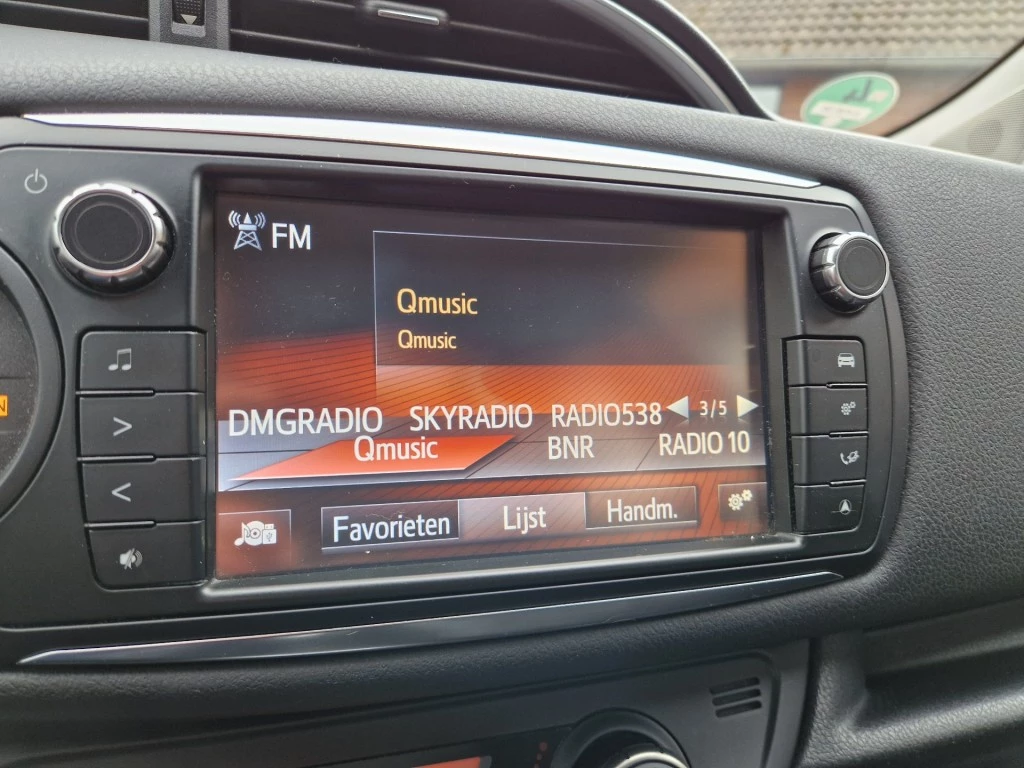 FM
Qmusic
Qmusic
DMGRADIO SKYRADIO RADIO538 3/5
Qmusic BNR RADIO 10
Favorieten Lijst Handm.